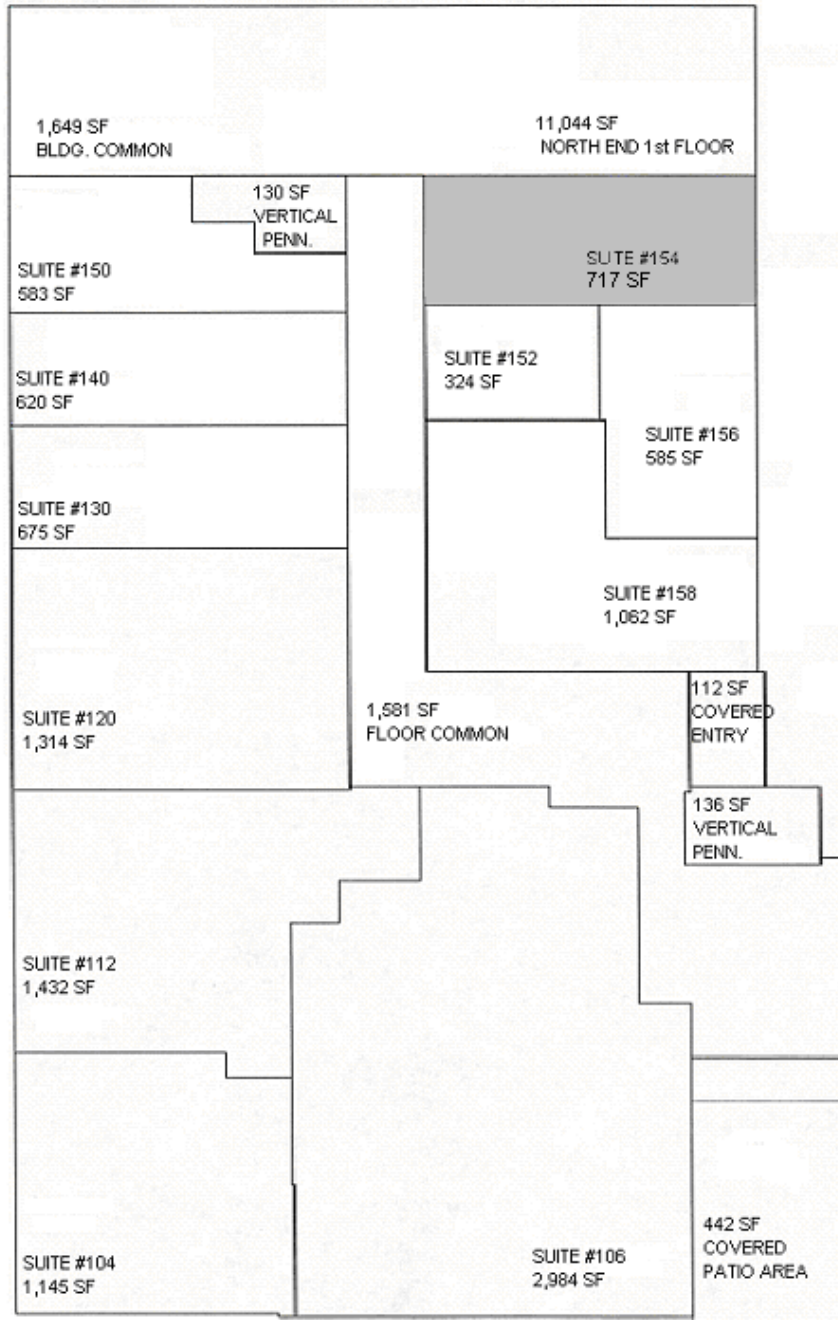 1,649 SF
BLDG. COMMON
11,044 SF
NORTH END 1st FLOOR
130 SF
VERTICAL
PENN.
SUITE #150
583 SF
SUITE #154
717 SF
SUITE #140
620 SF
SUITE #152
324 SF
SUITE #156
585 SF
SUITE #130
675 SF
SUITE #158
1,062 SF
SUITE #120
1,314 SF
1,581 SF
FLOOR COMMON
112 SF
COVERED
ENTRY
136 SF
VERTICAL
PENN.
SUITE #112
1,432 SF
SUITE #104
1,145 SF
SUITE #106
2,984 SF
442 SF
COVERED
PATIO AREA